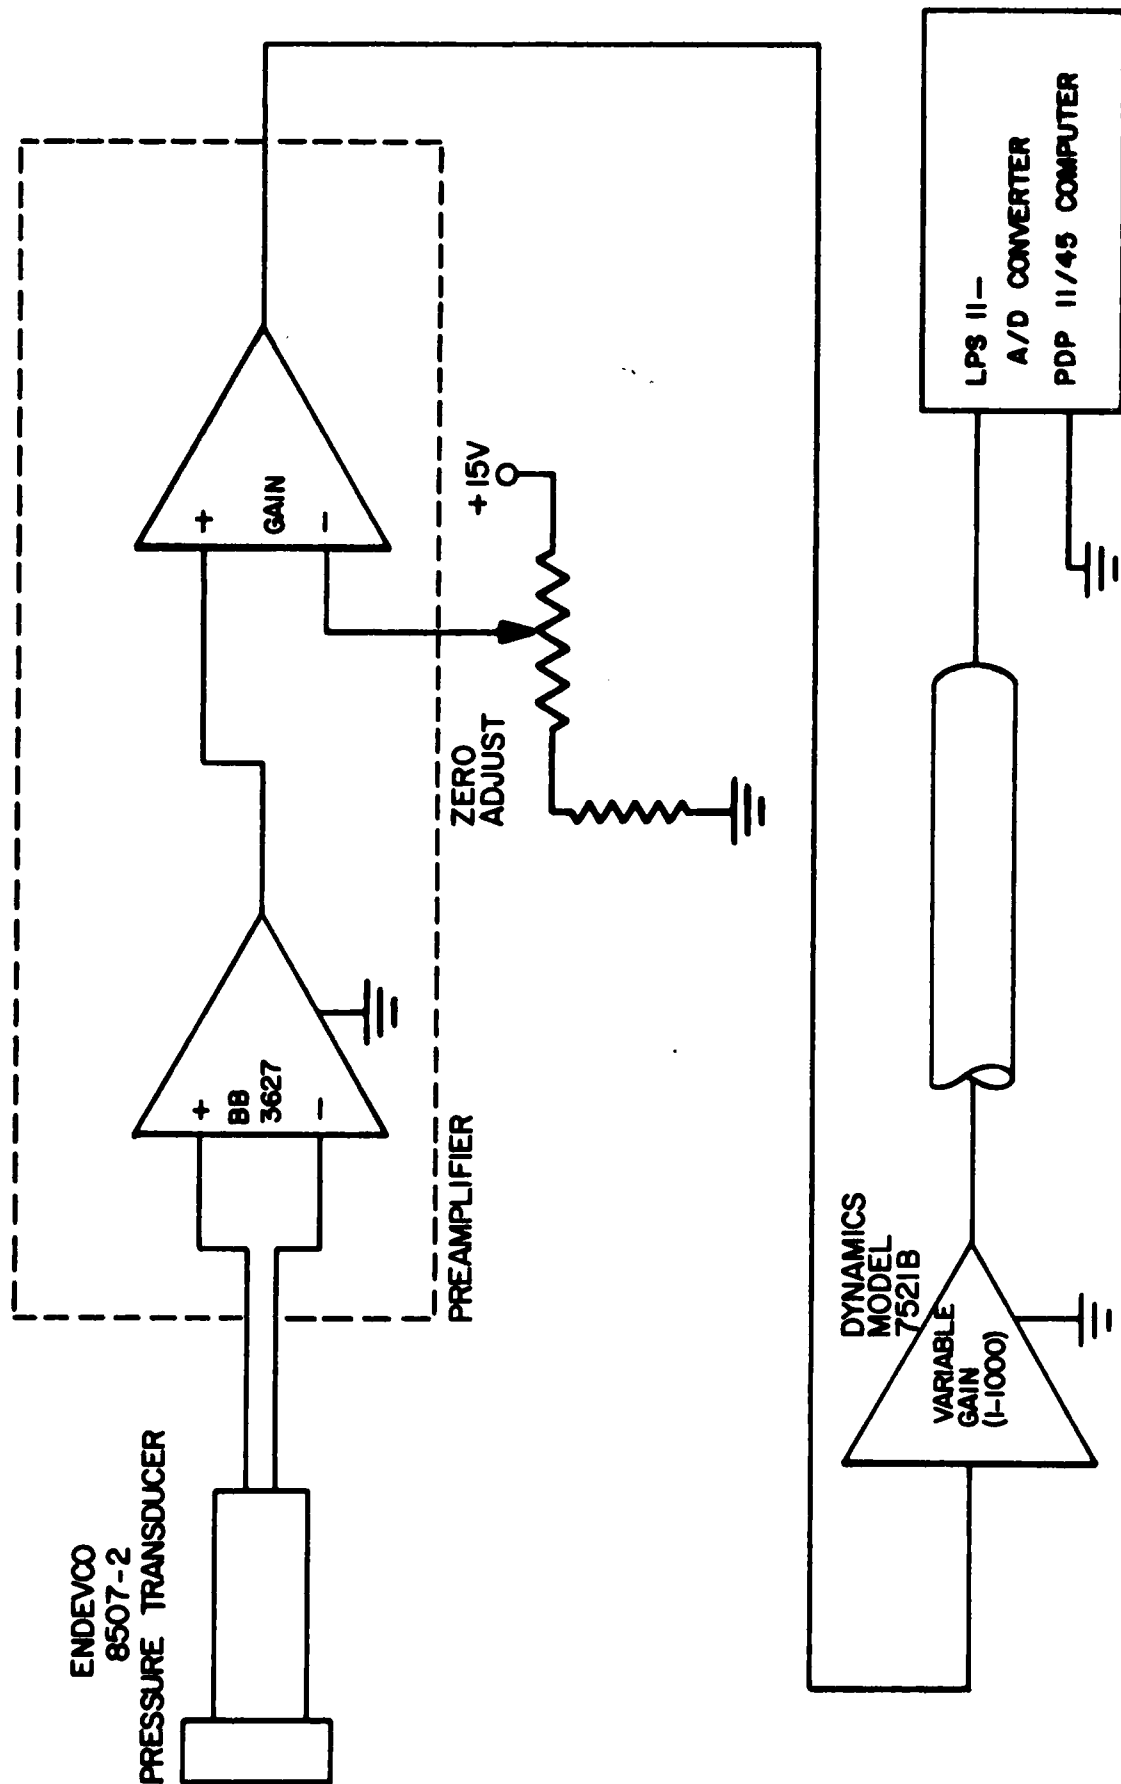 ENDEVCO
8507-2
PRESSURE TRANSDUCER
PREAMPLIFIER
+
BB
3627
−
+
GAIN
−
ZERO
ADJUST
+15V
DYNAMICS
MODEL
7521B
VARIABLE
GAIN
(1-1000)
LPS 11—
A/D CONVERTER
PDP 11/45 COMPUTER